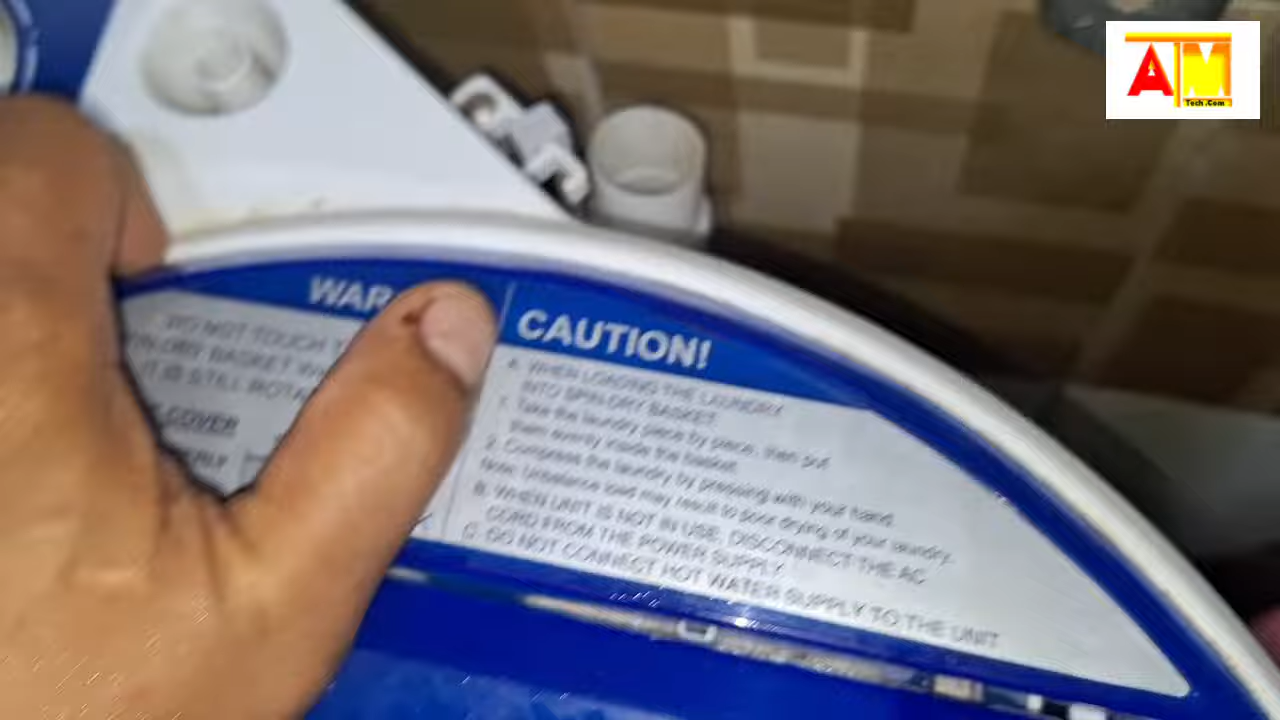 ATM
Tech.Com
WAR
CAUTION!
DO NOT TOUCH
DRY BASKET
IT IS STILL ROTA
COVER
A. WHEN LOADING THE LAUNDRY
INTO SPIN-DRY BASKET
1. Take the laundry piece by piece, then put
them evenly inside the basket.
2. Compress the laundry by pressing with your hand.
Note: Unbalance load may result to poor drying of your laundry.
B. WHEN UNIT IS NOT IN USE, DISCONNECT THE AC
CORD FROM THE POWER SUPPLY
C. DO NOT CONNECT HOT WATER SUPPLY TO THE UNIT